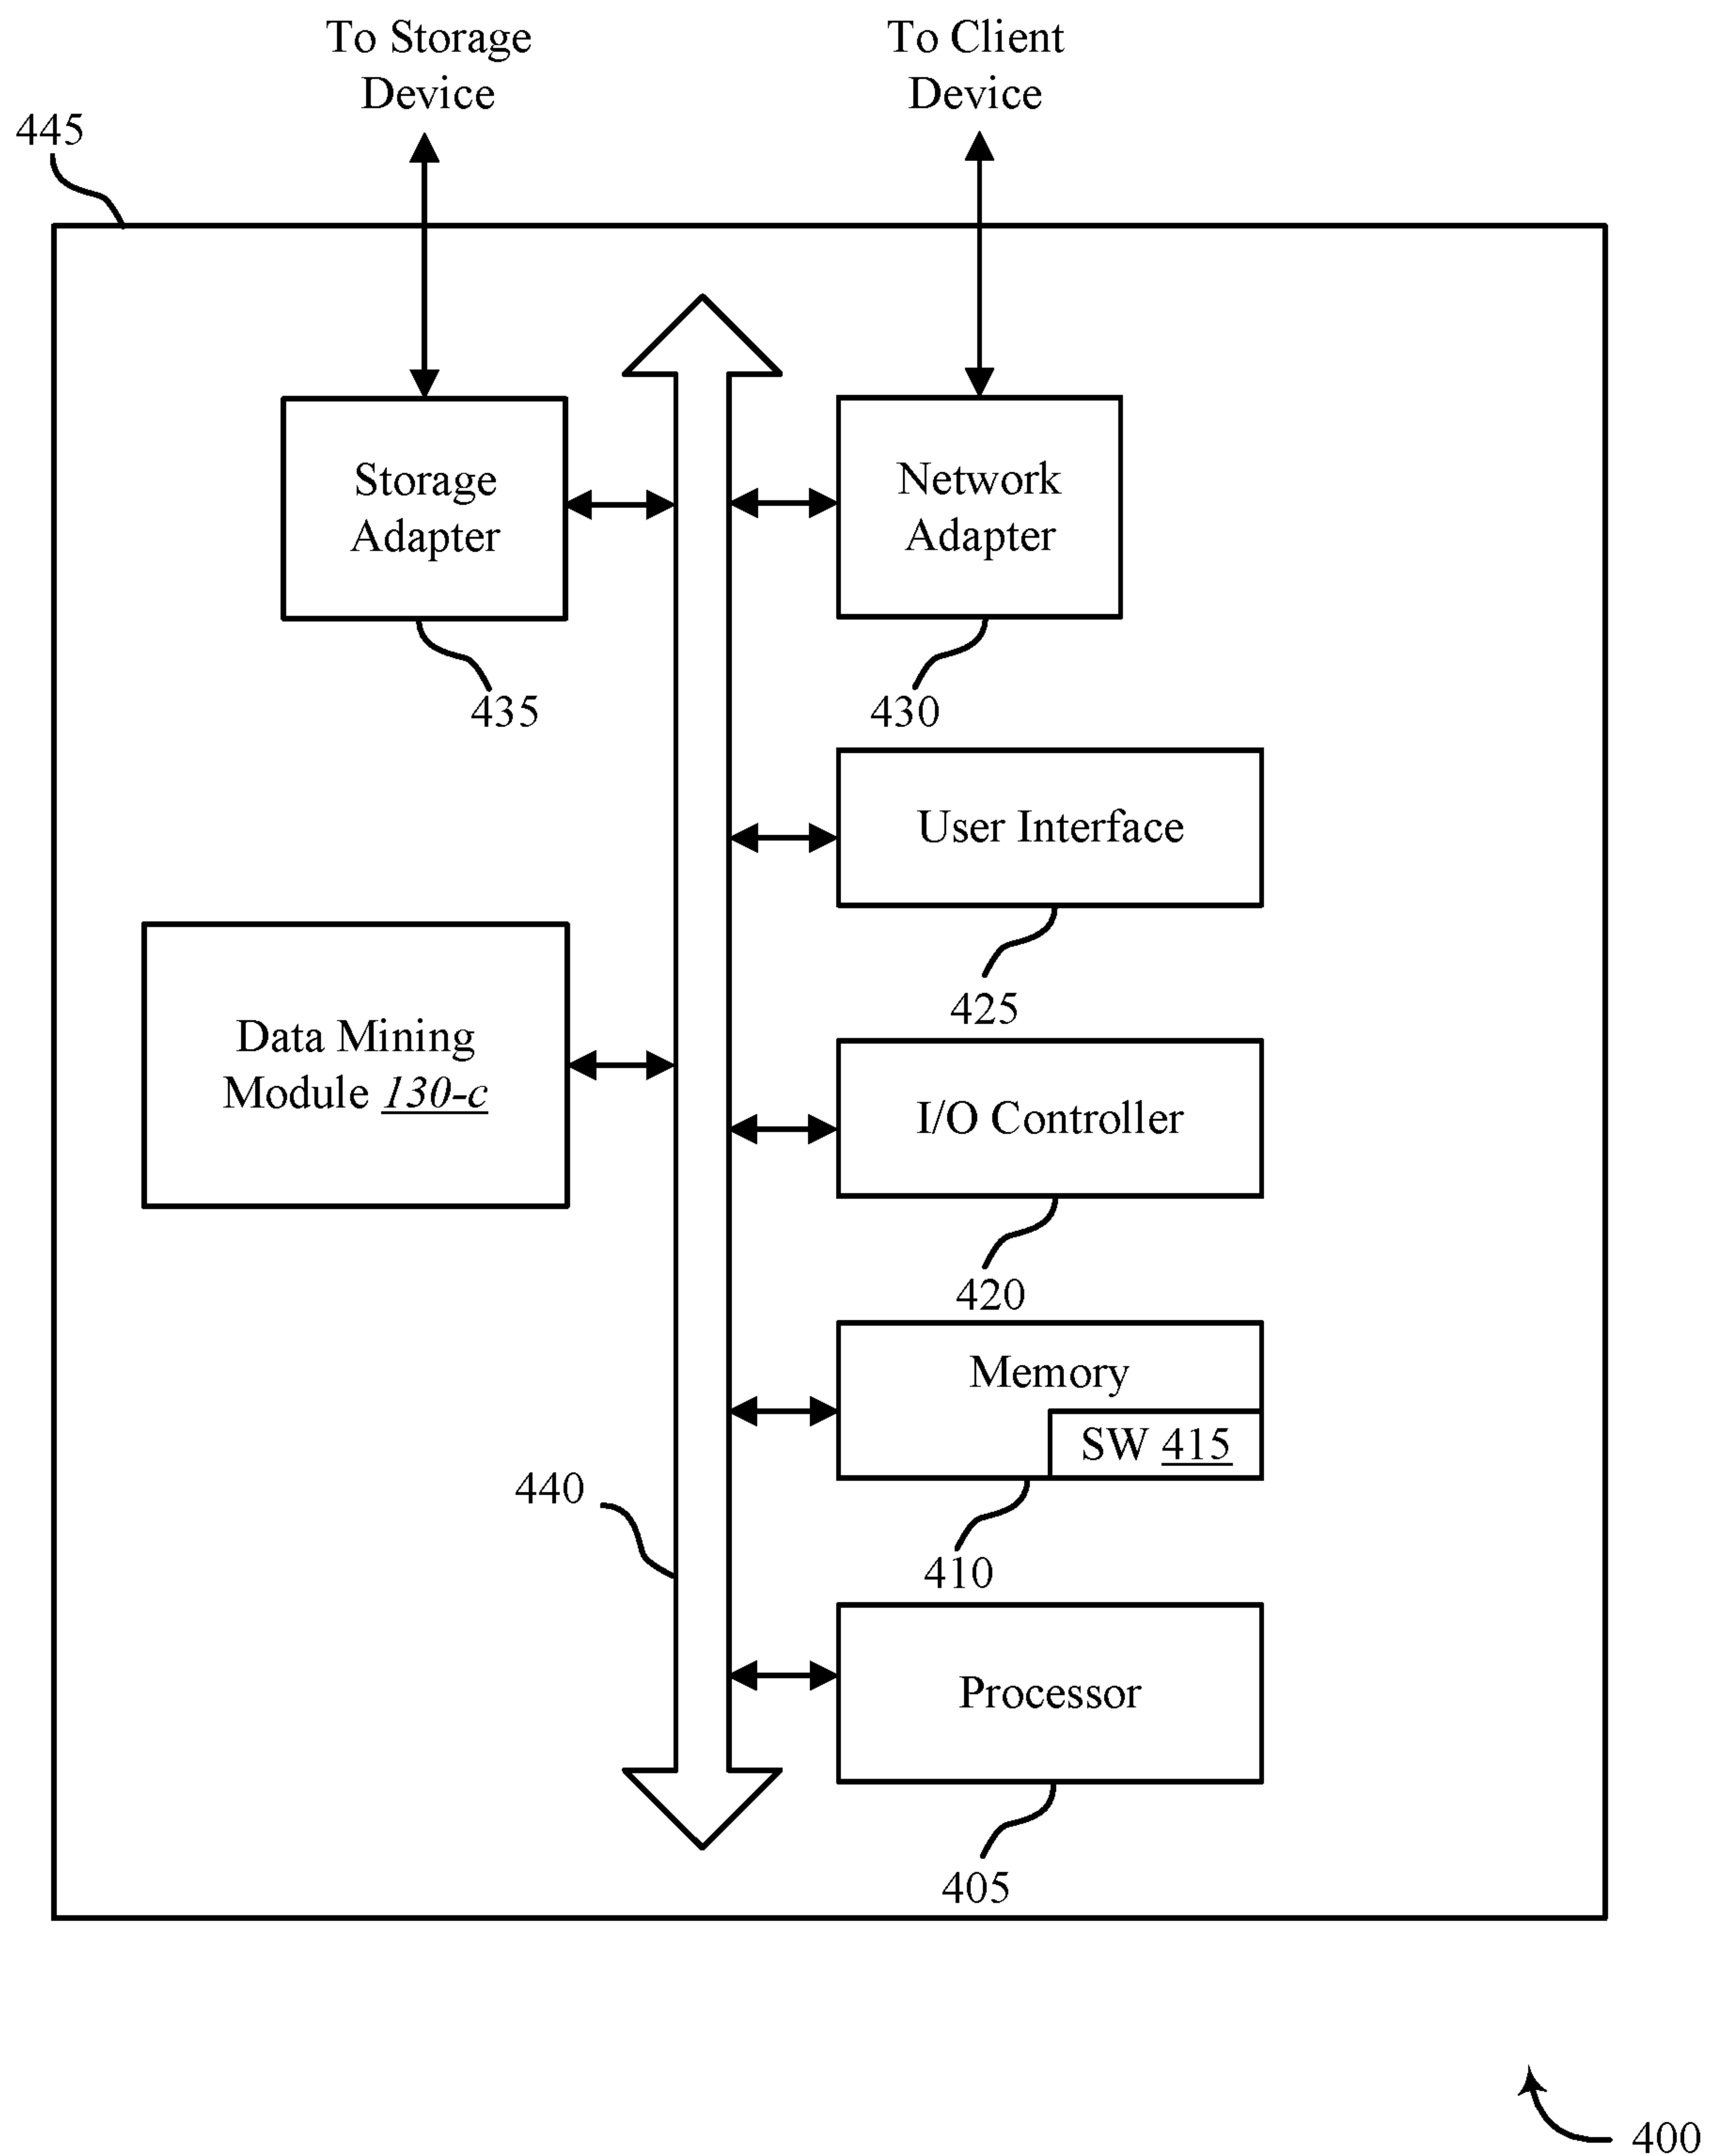 To Storage
Device
To Client
Device
445
Storage
Adapter
435
Network
Adapter
430
User Interface
425
Data Mining
Module 130-c
I/O Controller
420
Memory
SW 415
410
440
Processor
405
400